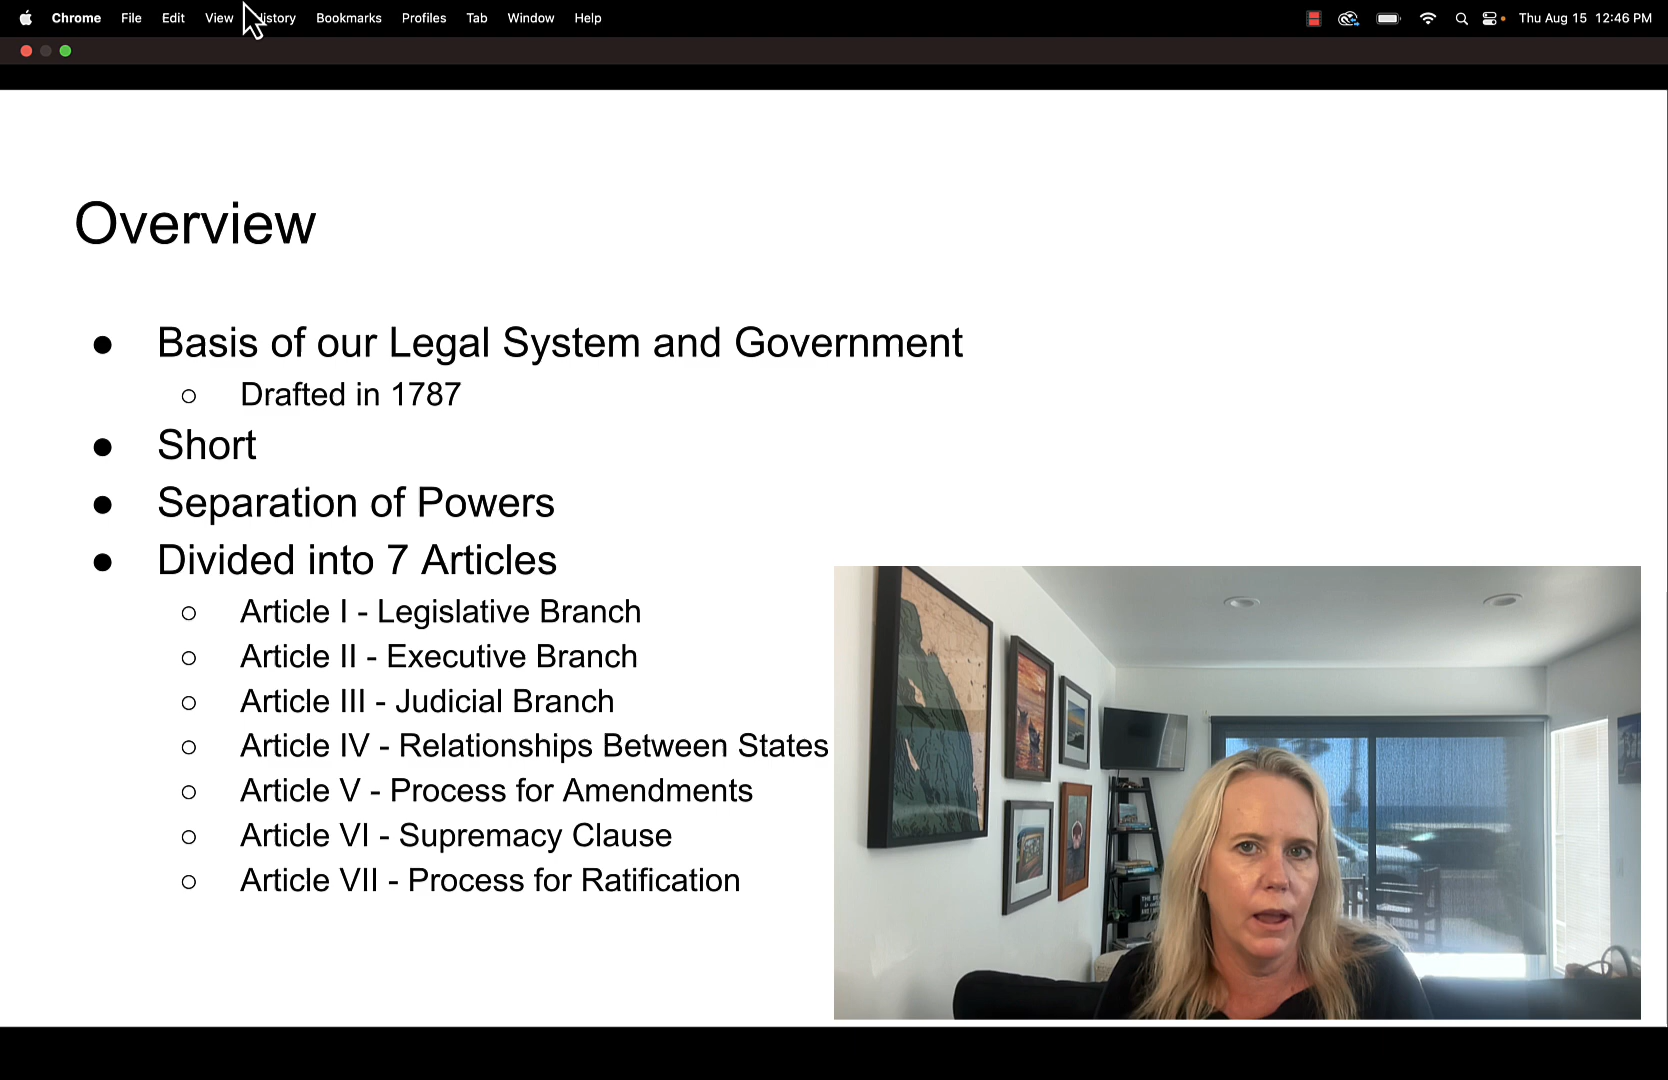 Chrome File Edit View History Bookmarks Profiles Tab Window Help Thu Aug 15 12:46 PM
Overview
● Basis of our Legal System and Government
○ Drafted in 1787
● Short
● Separation of Powers
● Divided into 7 Articles
○ Article I - Legislative Branch
○ Article II - Executive Branch
○ Article III - Judicial Branch
○ Article IV - Relationships Between States
○ Article V - Process for Amendments
○ Article VI - Supremacy Clause
○ Article VII - Process for Ratification